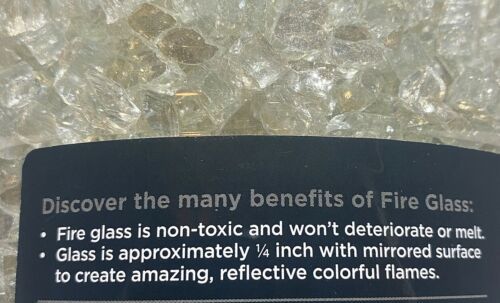 Discover the many benefits of Fire Glass:
• Fire glass is non-toxic and won't deteriorate or melt.
• Glass is approximately ¼ inch with mirrored surface
to create amazing, reflective colorful flames.